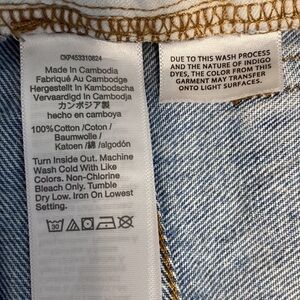 CKP453310824
Made In Cambodia
Fabriqué Au Cambodge
Hergestellt In Kambodscha
Vervaardigd In Cambodja
カンボジア製
hecho en camboya
100%Cotton /Coton /
Baumwolle /
Katoen /綿 /algodón
Turn Inside Out. Machine
Wash Cold With Like
Colors. Non-Chlorine
Bleach Only. Tumble
Dry Low. Iron On Lowest
Setting.
30
DUE TO THIS WASH PROCESS
AND THE NATURE OF INDIGO
DYES, THE COLOR FROM THIS
GARMENT MAY TRANSFER
ONTO LIGHT SURFACES.